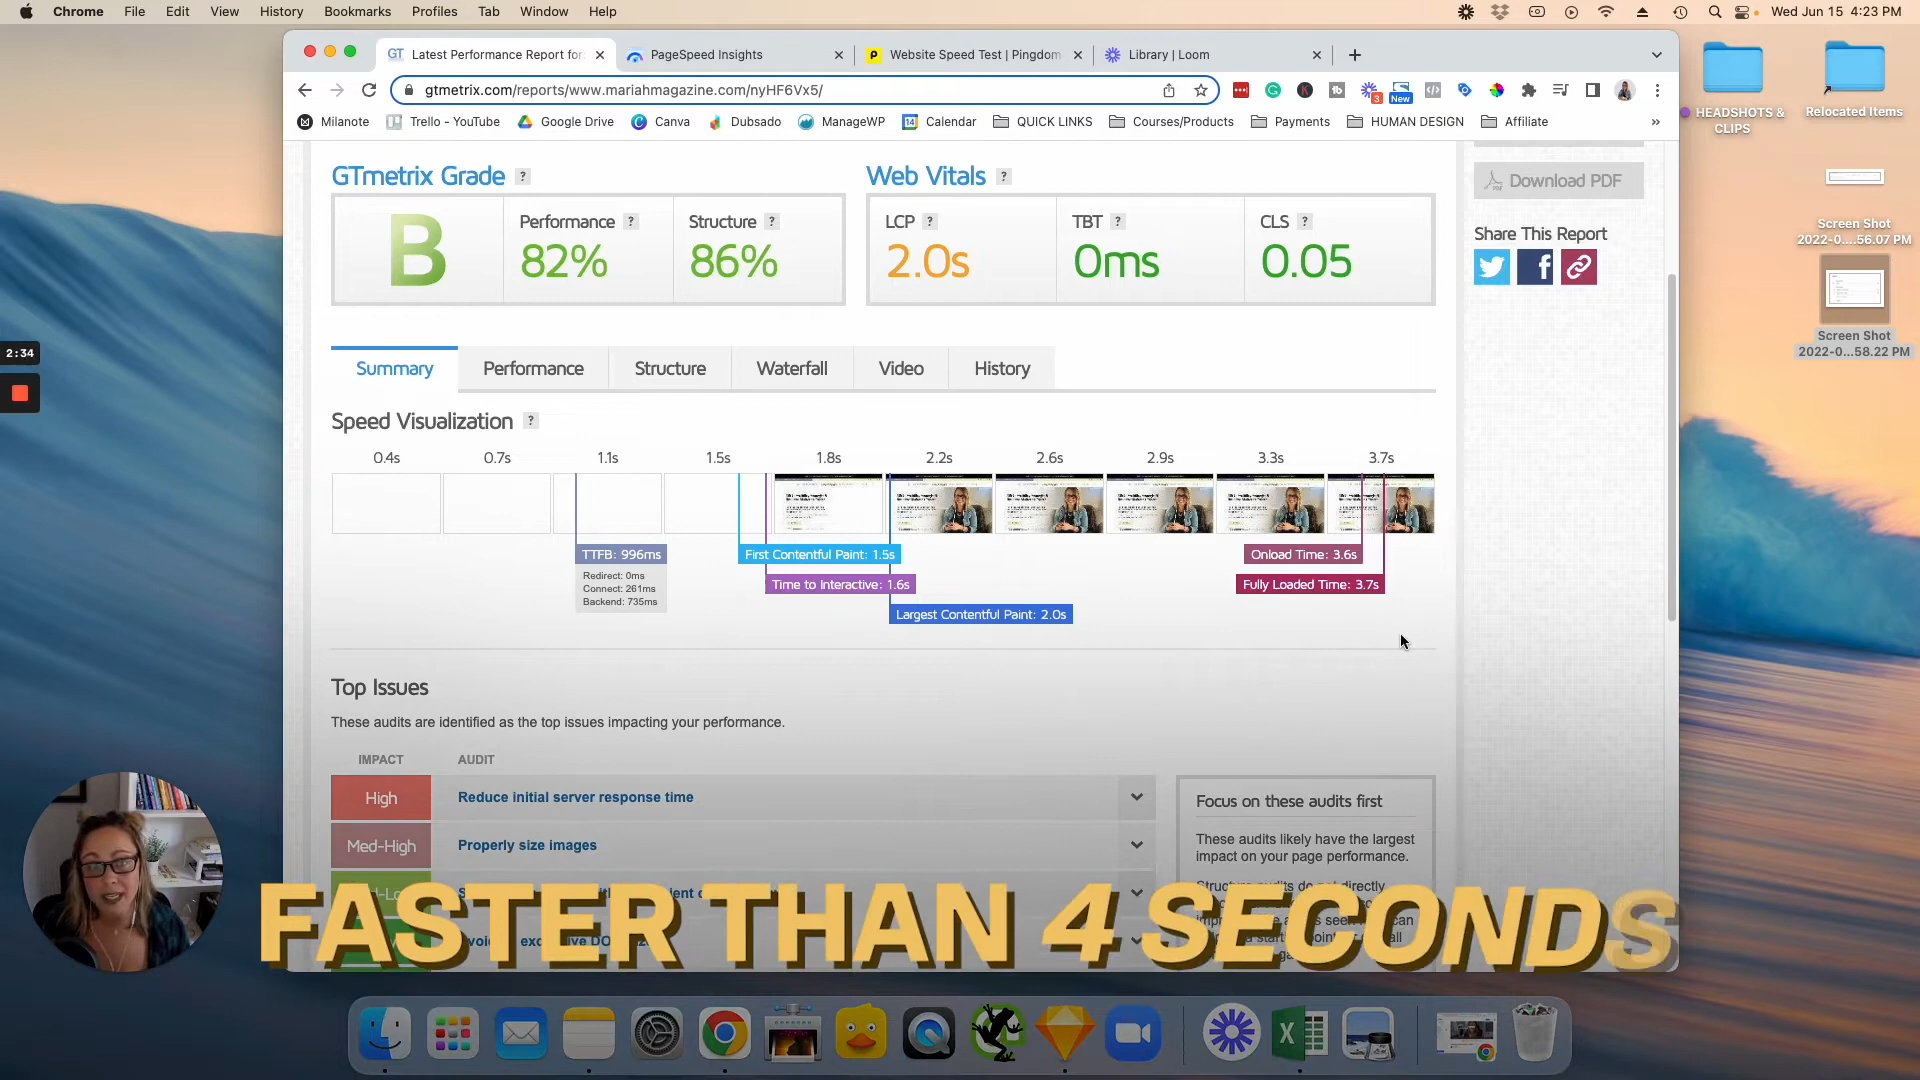 Chrome File Edit View History Bookmarks Profiles Tab Window Help
Wed Jun 15 4:23 PM
GT Latest Performance Report for:
PageSpeed Insights
Website Speed Test | Pingdom
Library | Loom
gtmetrix.com/reports/www.mariahmagazine.com/nyHF6Vx5/
3
New
Milanote
Trello - YouTube
Google Drive
Canva
Dubsado
ManageWP
14
Calendar
QUICK LINKS
Courses/Products
Payments
HUMAN DESIGN
Affiliate
»
HEADSHOTS & CLIPS
Relocated Items
Screen Shot
2022-0....56.07 PM
Screen Shot
2022-0...58.22 PM
GTmetrix Grade ?
Web Vitals ?
B
Performance ?
82%
Structure ?
86%
LCP ?
2.0s
TBT ?
0ms
CLS ?
0.05
Download PDF
Share This Report
2:34
Summary
Performance
Structure
Waterfall
Video
History
Speed Visualization ?
0.4s 0.7s 1.1s 1.5s 1.8s 2.2s 2.6s 2.9s 3.3s 3.7s
TTFB: 996ms
Redirect: 0ms
Connect: 261ms
Backend: 735ms
First Contentful Paint: 1.5s
Time to Interactive: 1.6s
Largest Contentful Paint: 2.0s
Onload Time: 3.6s
Fully Loaded Time: 3.7s
Top Issues
These audits are identified as the top issues impacting your performance.
IMPACT AUDIT
High Reduce initial server response time
Med-High Properly size images
Focus on these audits first
These audits likely have the largest
impact on your page performance.
FASTER THAN 4 SECONDS